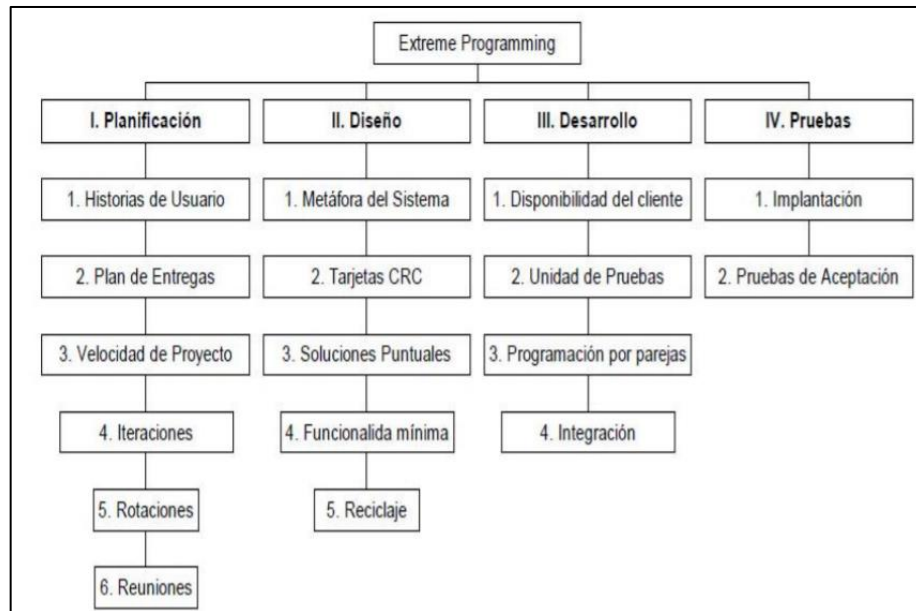 Extreme Programming
I. Planificación
II. Diseño
III. Desarrollo
IV. Pruebas
1. Historias de Usuario
1. Metáfora del Sistema
1. Disponibilidad del cliente
1. Implantación
2. Plan de Entregas
2. Tarjetas CRC
2. Unidad de Pruebas
2. Pruebas de Aceptación
3. Velocidad de Proyecto
3. Soluciones Puntuales
3. Programación por parejas
4. Iteraciones
4. Funcionalida mínima
4. Integración
5. Rotaciones
5. Reciclaje
6. Reuniones